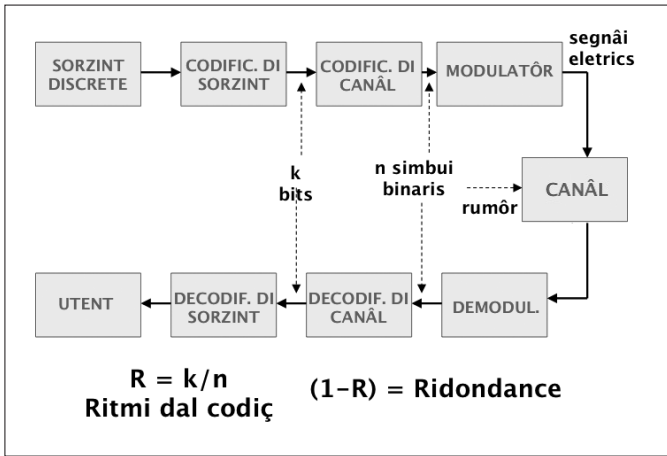 SORZINT
DISCRETE
CODIFIC. DI
SORZINT
CODIFIC. DI
CANÂL
MODULATÔR
segnâi
eletrics
k
bits
n simbui
binaris
rumôr
CANÂL
UTENT
DECODIF. DI
SORZINT
DECODIF. DI
CANÂL
DEMODUL.
R = k/n
Ritmi dal codiç
(1-R) = Ridondance